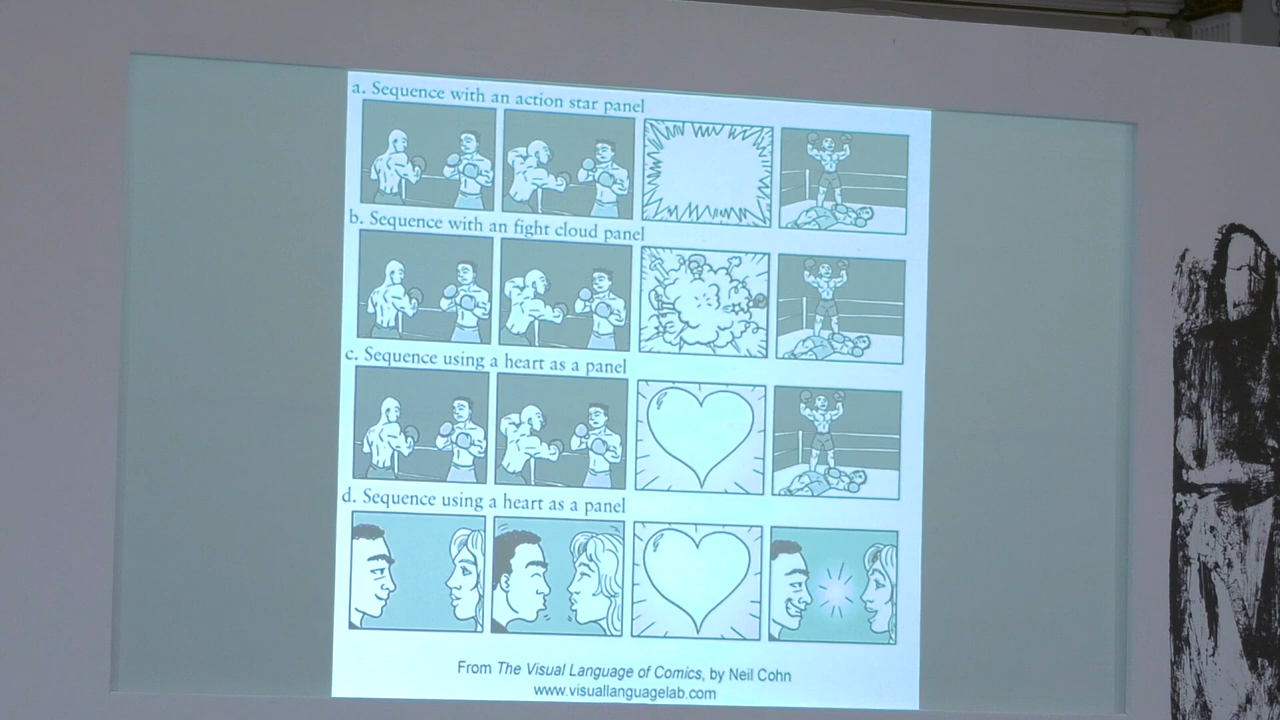 a. Sequence with an action star panel
b. Sequence with an fight cloud panel
c. Sequence using a heart as a panel
d. Sequence using a heart as a panel
From The Visual Language of Comics, by Neil Cohn
www.visuallanguagelab.com